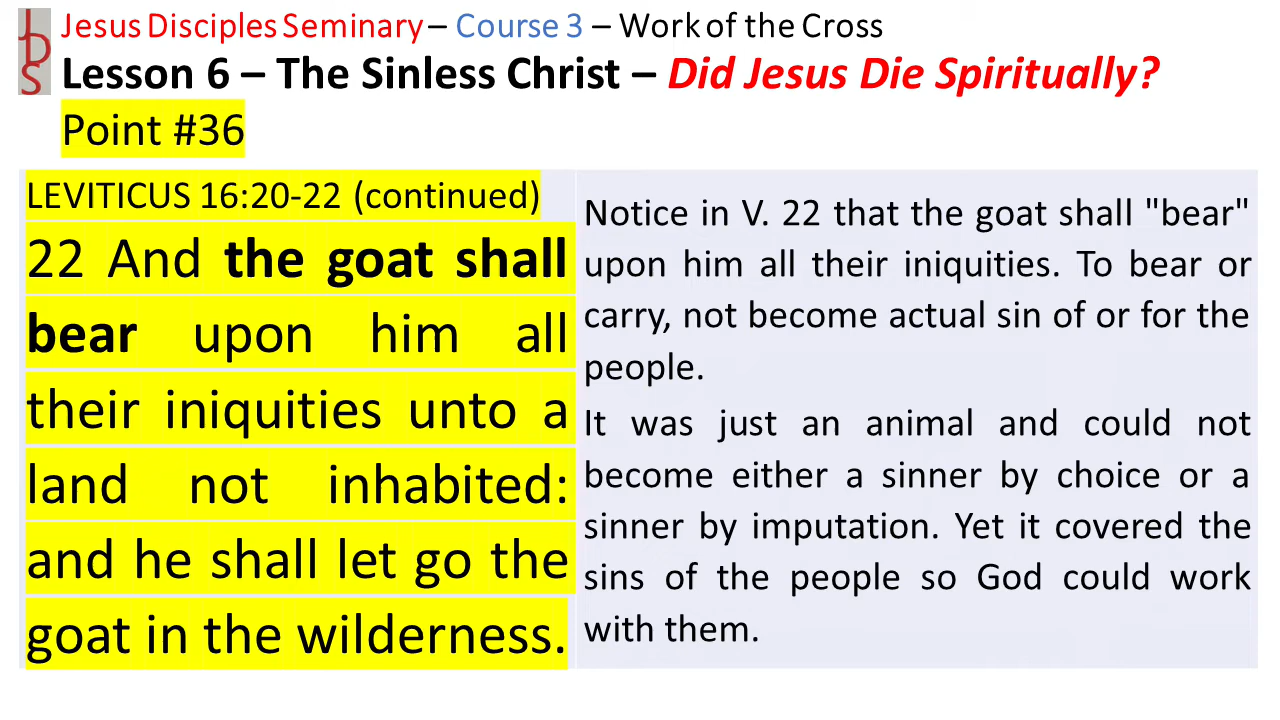 JDS
Jesus Disciples Seminary – Course 3 – Work of the Cross
Lesson 6 – The Sinless Christ – Did Jesus Die Spiritually?
Point #36
LEVITICUS 16:20-22 (continued)
22 And the goat shall
bear upon him all
their iniquities unto a
land not inhabited:
and he shall let go the
goat in the wilderness.
Notice in V. 22 that the goat shall "bear"
upon him all their iniquities. To bear or
carry, not become actual sin of or for the
people.
It was just an animal and could not
become either a sinner by choice or a
sinner by imputation. Yet it covered the
sins of the people so God could work
with them.